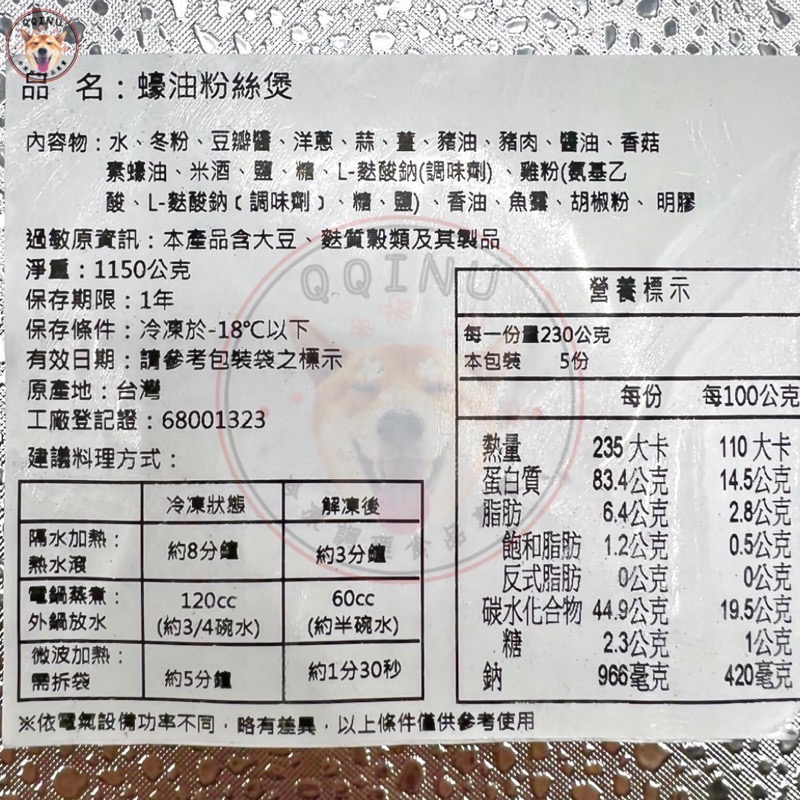 QQINU
品 名：蠔油粉絲煲
內容物：水、冬粉、豆瓣醬、洋蔥、蒜、薑、豬油、豬肉、醬油、香菇
素蠔油、米酒、鹽、糖、L-麩酸鈉(調味劑)、雞粉(氨基乙
酸、L-麩酸鈉﹝調味劑﹞、糖、鹽)、香油、魚露、胡椒粉、明膠
過敏原資訊：本產品含大豆、麩質穀類及其製品
淨重：1150公克
保存期限：1年
保存條件：冷凍於-18℃以下
有效日期：請參考包裝袋之標示
原產地：台灣
工廠登記證：68001323
建議料理方式：
冷凍狀態 解凍後
隔水加熱：
熱水滾 約8分鐘 約3分鐘
電鍋蒸煮： 120cc 60cc
外鍋放水 (約3/4碗水) (約半碗水)
微波加熱：
需拆袋 約5分鐘 約1分30秒
※依電氣設備功率不同，略有差異，以上條件僅供參考使用
QQINU
營養標示
每一份量230公克
本包裝 5份
每份 每100公克
熱量 235大卡 110大卡
蛋白質 83.4公克 14.5公克
脂肪 6.4公克 2.8公克
飽和脂肪 1.2公克 0.5公克
反式脂肪 0公克 0公克
碳水化合物 44.9公克 19.5公克
糖 2.3公克 1公克
鈉 966毫克 420毫克